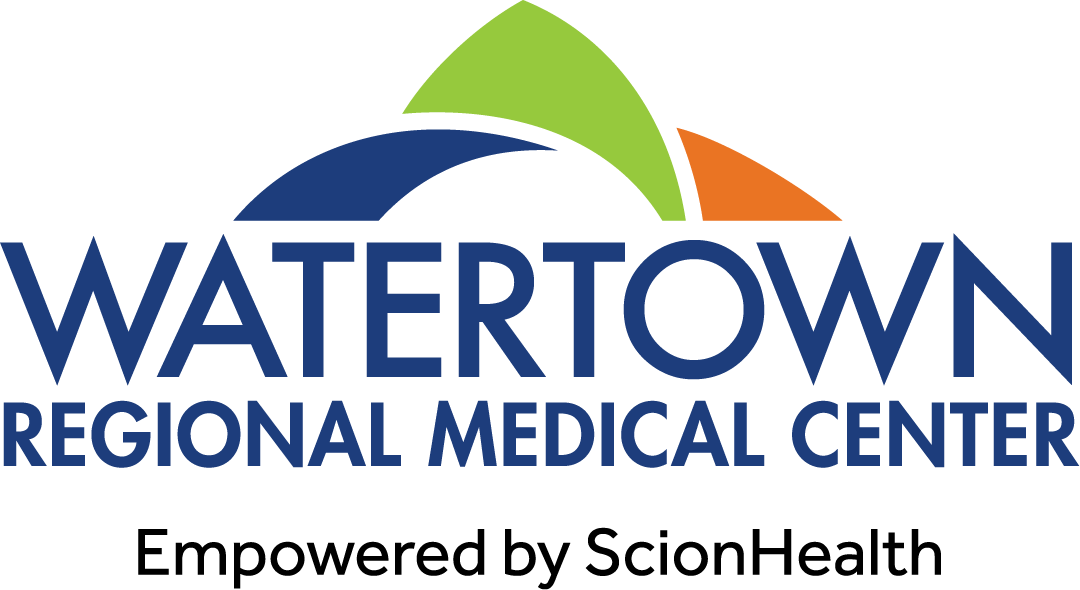 WATERTOWN
REGIONAL MEDICAL CENTER
Empowered by ScionHealth